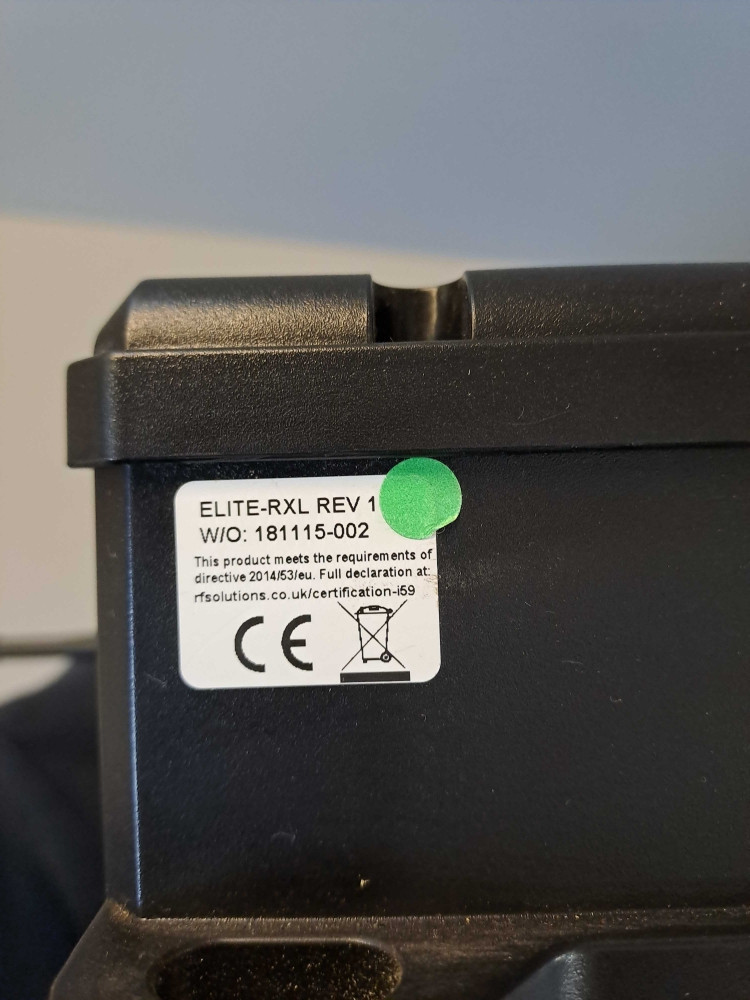 ELITE-RXL REV 1
W/O: 181115-002
This product meets the requirements of
directive 2014/53/eu. Full declaration at:
rfsolutions.co.uk/certification-i59
CE